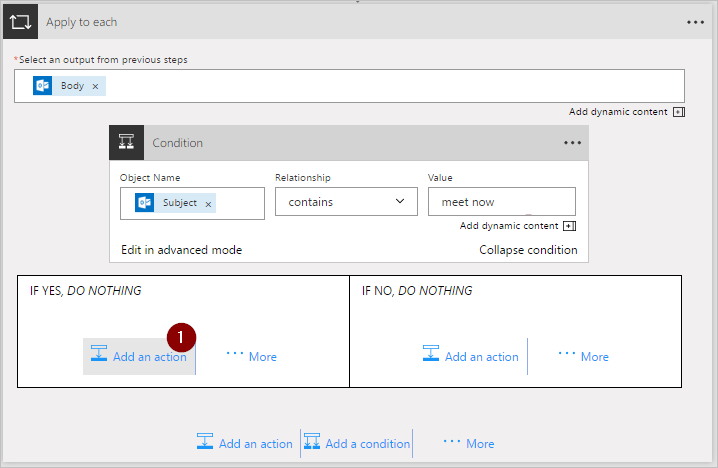 Apply to each
*Select an output from previous steps
Body ×
Add dynamic content
Condition
Object Name Relationship Value
Subject × contains meet now
Add dynamic content
Edit in advanced mode Collapse condition
IF YES, DO NOTHING IF NO, DO NOTHING
1
Add an action More Add an action More
Add an action Add a condition More